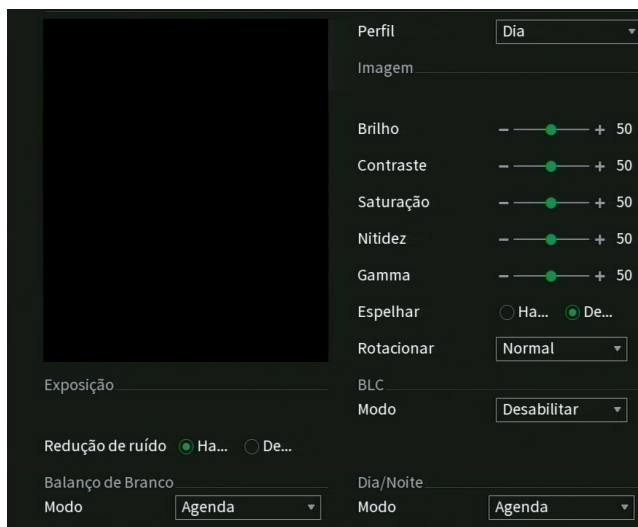 Perfil Dia
Imagem
Brilho 50
Contraste 50
Saturação 50
Nitidez 50
Gamma 50
Espelhar Ha... De...
Rotacionar Normal
Exposição
BLC
Modo Desabilitar
Redução de ruído Ha... De...
Balanço de Branco
Modo Agenda
Dia/Noite
Modo Agenda